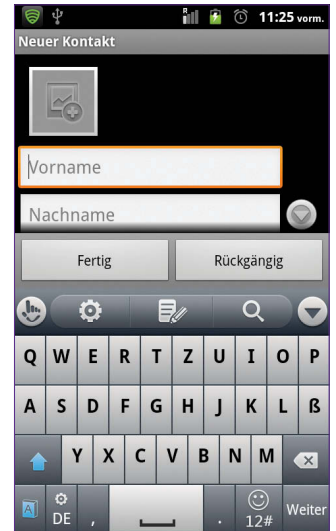 R 11:25 vorm.
Neuer Kontakt
Vorname
Nachname
Fertig Rückgängig
Q W E R T Z U I O P
A S D F G H J K L ß
Y X C V B N M
A DE , . 12# Weiter